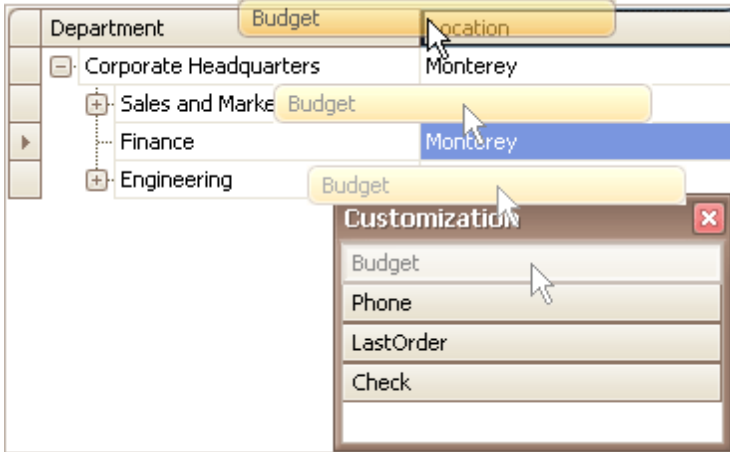 Department Budget Location
Corporate Headquarters Monterey
Sales and Marke Budget
Finance Monterey
Engineering Budget
Customization
Budget
Phone
LastOrder
Check